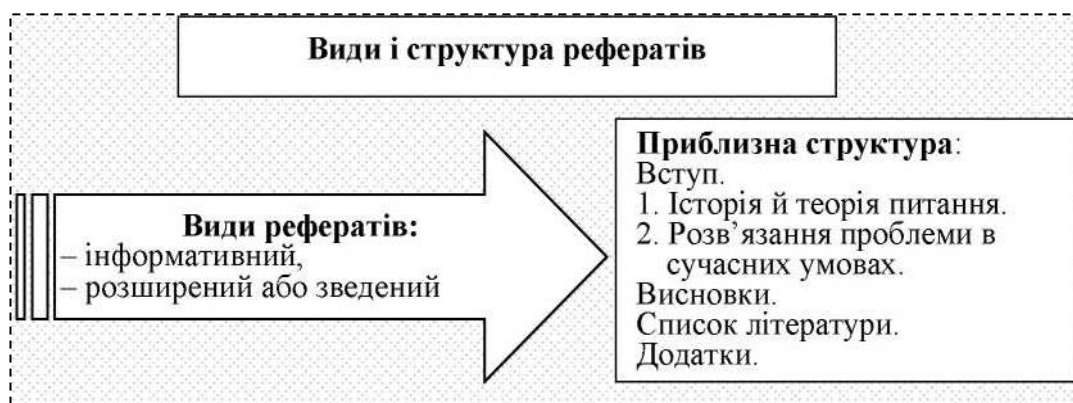 Види і структура рефератів
Види рефератів:
– інформативний,
– розширений або зведений
Приблизна структура:
Вступ.
1. Історія й теорія питання.
2. Розв’язання проблеми в
сучасних умовах.
Висновки.
Список літератури.
Додатки.